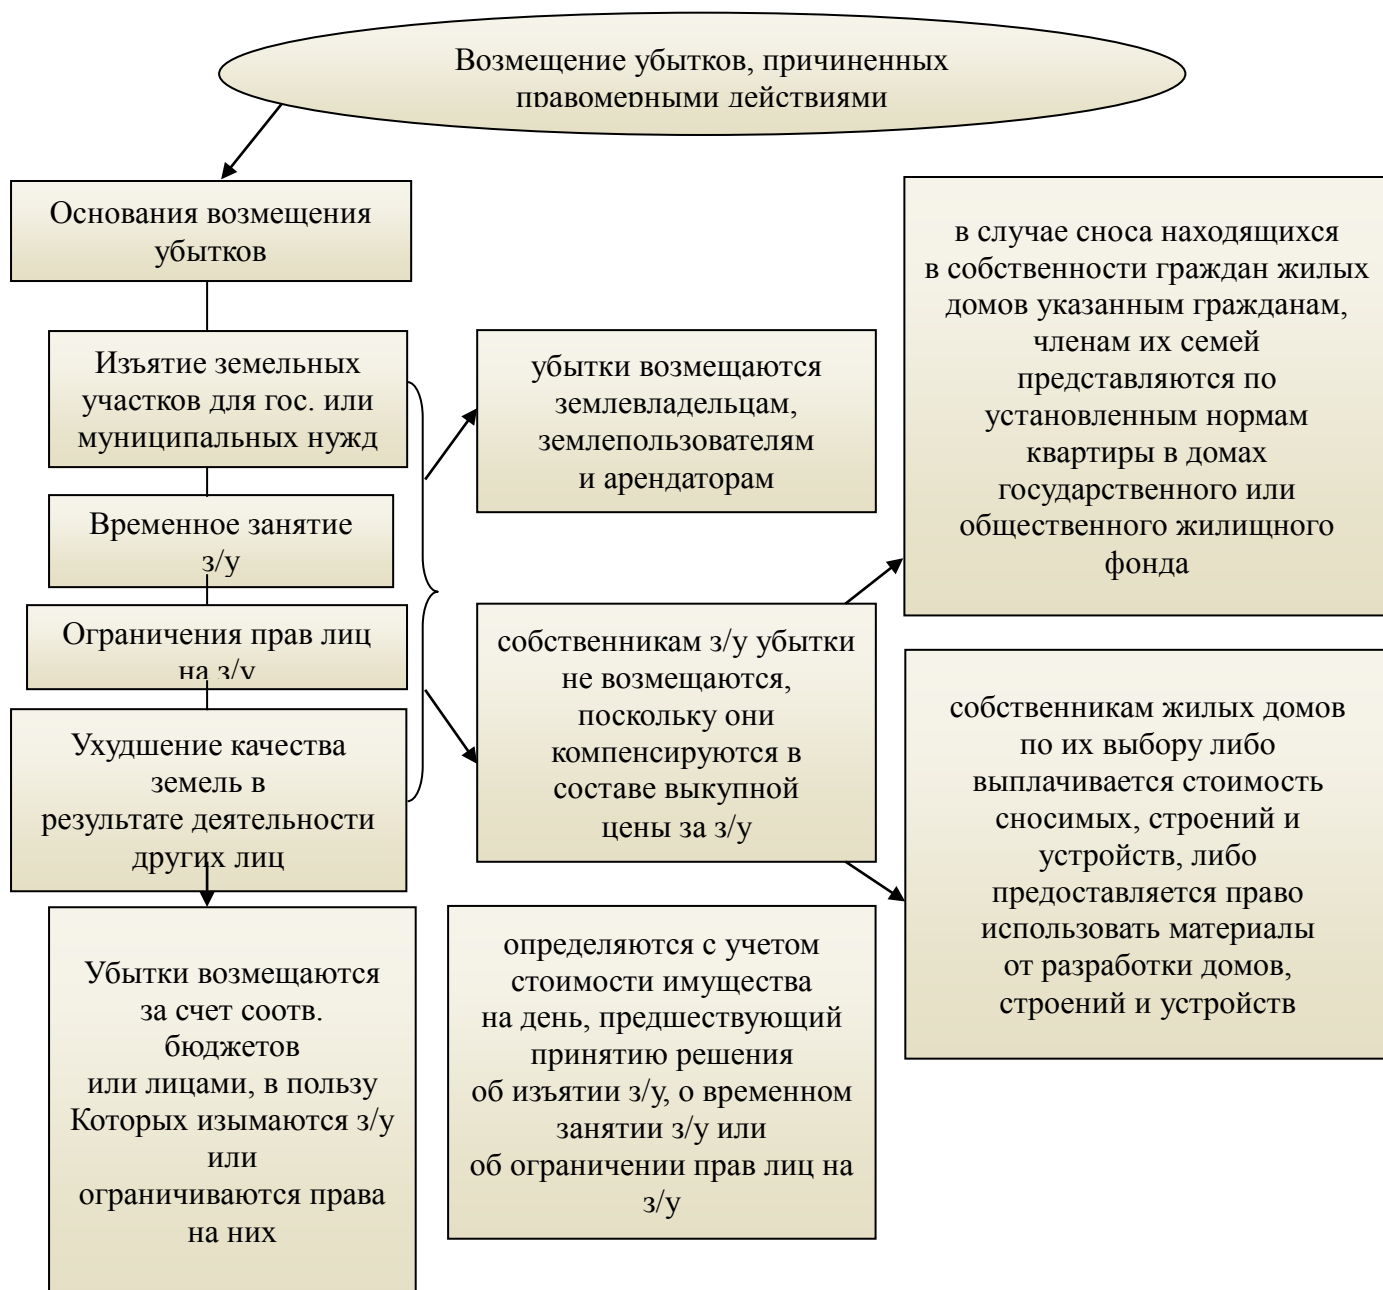 Возмещение убытков, причиненных
правомерными действиями
Основания возмещения
убытков
Изъятие земельных
участков для гос. или
муниципальных нужд
Временное занятие
з/у
Ограничения прав лиц
на з/у
Ухудшение качества
земель в
результате деятельности
других лиц
Убытки возмещаются
за счет соотв.
бюджетов
или лицами, в пользу
Которых изымаются з/у
или
ограничиваются права
на них
убытки возмещаются
землевладельцам,
землепользователям
и арендаторам
собственникам з/у убытки
не возмещаются,
поскольку они
компенсируются в
составе выкупной
цены за з/у
определяются с учетом
стоимости имущества
на день, предшествующий
принятию решения
об изъятии з/у, о временном
занятии з/у или
об ограничении прав лиц на
з/у
в случае сноса находящихся
в собственности граждан жилых
домов указанным гражданам,
членам их семей
представляются по
установленным нормам
квартиры в домах
государственного или
общественного жилищного
фонда
собственникам жилых домов
по их выбору либо
выплачивается стоимость
сносимых, строений и
устройств, либо
предоставляется право
использовать материалы
от разработки домов,
строений и устройств